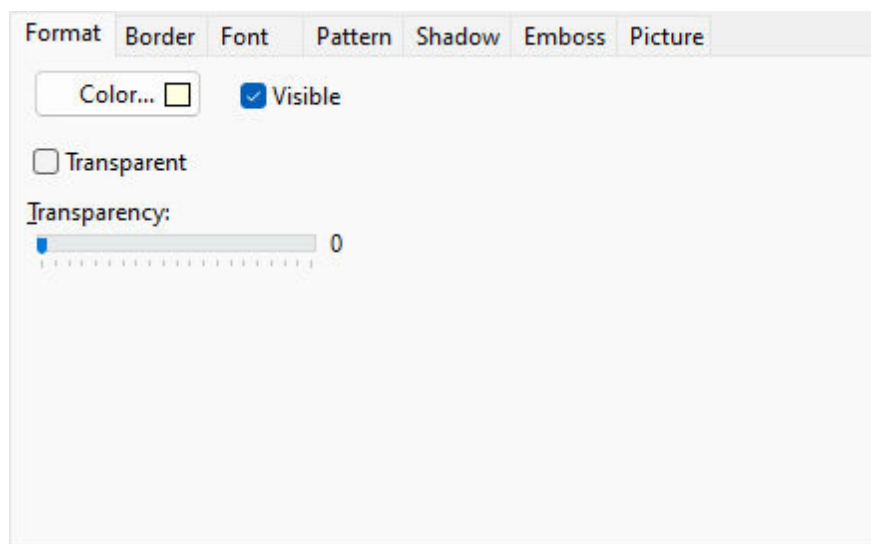 Format Border Font Pattern Shadow Emboss Picture
Color... Visible
Transparent
Transparency:
0